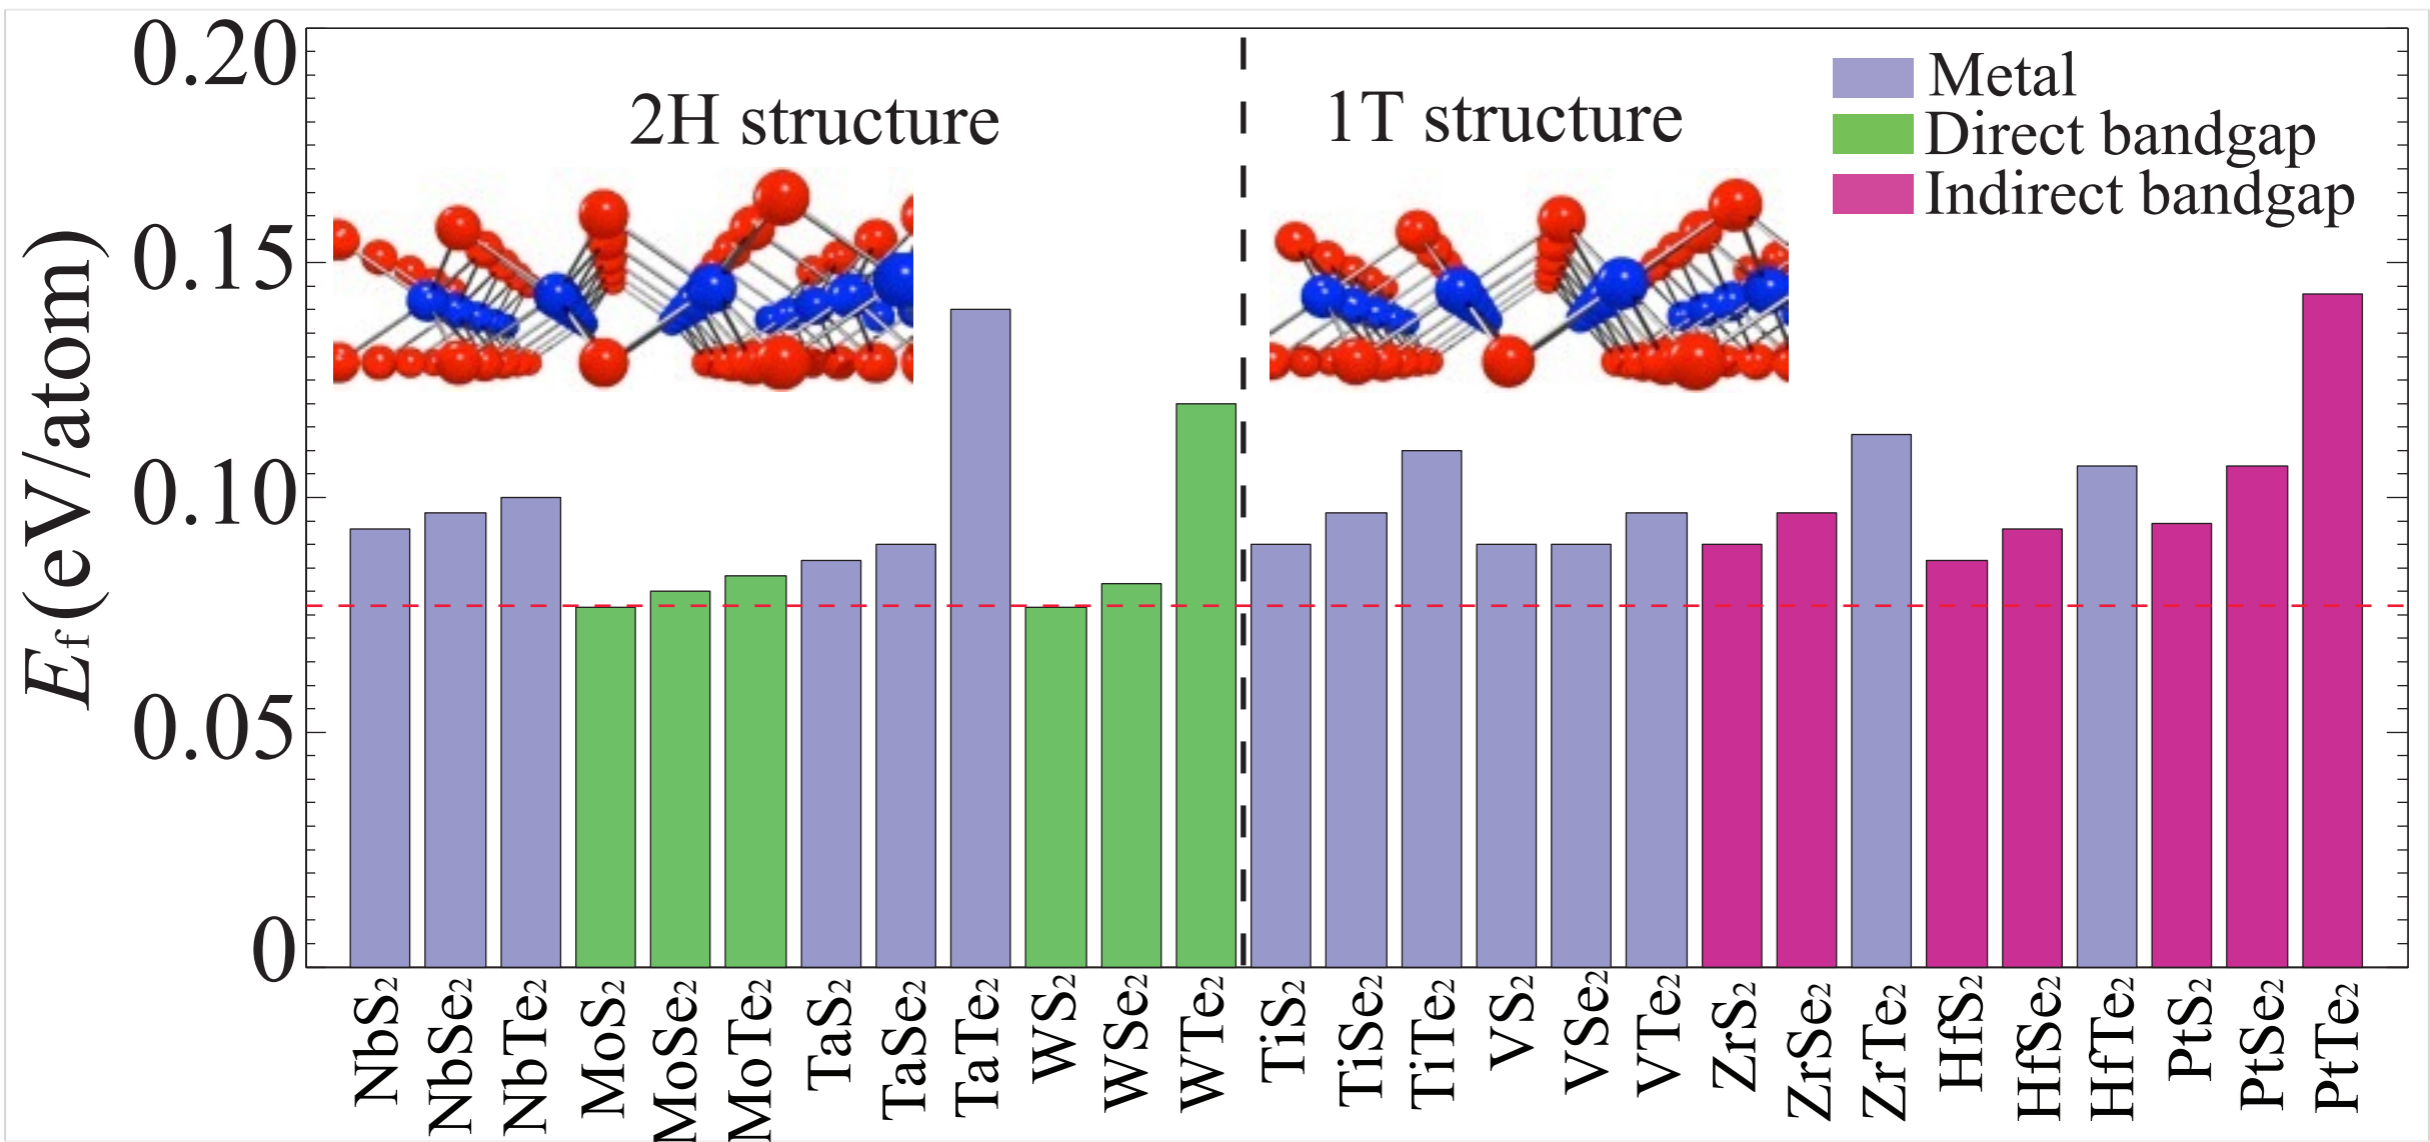 0.20
0.15
0.10
0.05
0
Ef (eV/atom)
2H structure
1T structure
Metal
Direct bandgap
Indirect bandgap
NbS2
NbSe2
NbTe2
MoS2
MoSe2
MoTe2
TaS2
TaSe2
TaTe2
WS2
WSe2
WTe2
TiS2
TiSe2
TiTe2
VS2
VSe2
VTe2
ZrS2
ZrSe2
ZrTe2
HfS2
HfSe2
HfTe2
PtS2
PtSe2
PtTe2